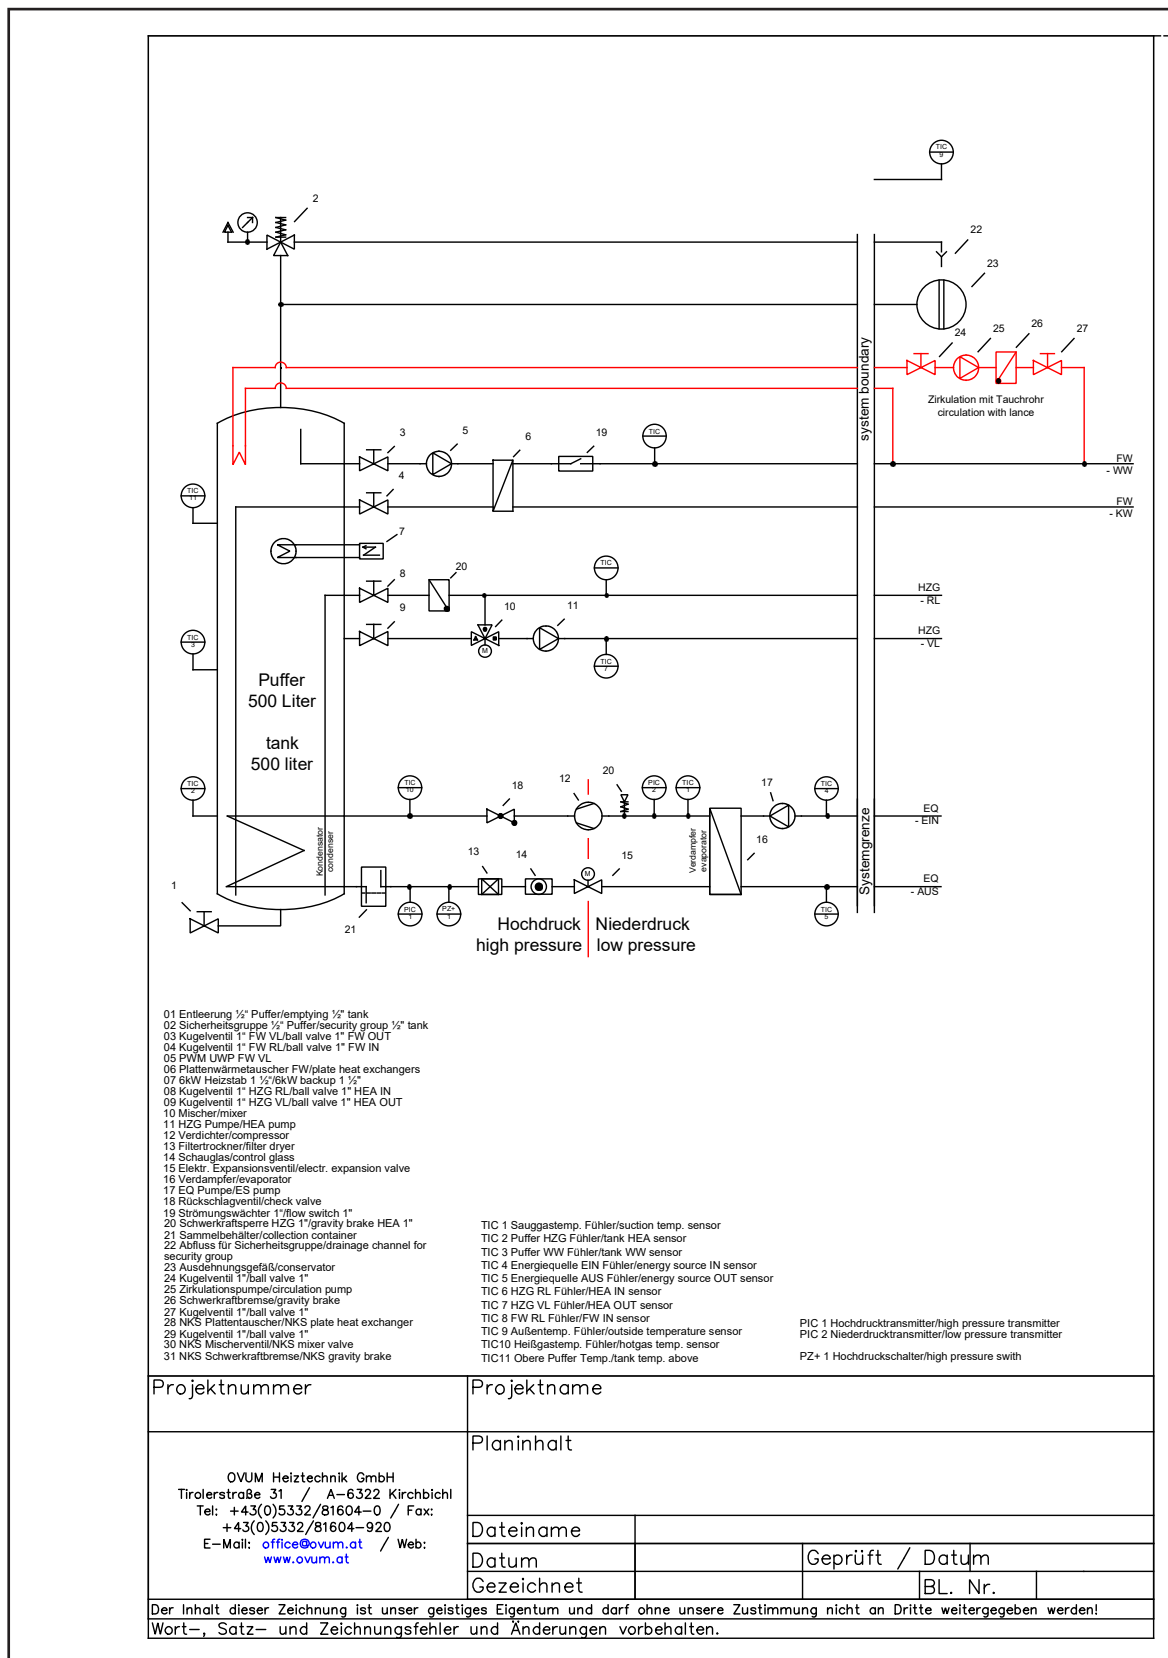 TIC
9
2
22
23
24
25
26
27
Zirkulation mit Tauchrohr
circulation with lance
system boundary
3
5
6
19
TIC
FW
- WW
4
TIC
11
FW
- KW
7
8
20
TIC
HZG
- RL
9
10
11
M
HZG
- VL
TIC
7
TIC
3
Puffer
500 Liter
tank
500 liter
TIC
2
TIC
10
18
12
20
PIC
2
TIC
1
17
TIC
4
EQ
- EIN
Kondensator
condenser
Verdampfer
evaporator
16
Systemgrenze
13
14
M
15
EQ
- AUS
1
21
PIC
1
PZ+
1
TIC
5
Hochdruck
high pressure
Niederdruck
low pressure
01 Entleerung ½" Puffer/emptying ½" tank
02 Sicherheitsgruppe ½" Puffer/security group ½" tank
03 Kugelventil 1" FW VL/ball valve 1" FW OUT
04 Kugelventil 1" FW RL/ball valve 1" FW IN
05 PWM UWP FW VL
06 Plattenwärmetauscher FW/plate heat exchangers
07 6kW Heizstab 1 ½"/6kW backup 1 ½"
08 Kugelventil 1" HZG RL/ball valve 1" HEA IN
09 Kugelventil 1" HZG VL/ball valve 1" HEA OUT
10 Mischer/mixer
11 HZG Pumpe/HEA pump
12 Verdichter/compressor
13 Filtertrockner/filter dryer
14 Schauglas/control glass
15 Elektr. Expansionsventil/electr. expansion valve
16 Verdampfer/evaporator
17 EQ Pumpe/ES pump
18 Rückschlagventil/check valve
19 Strömungswächter 1"/flow switch 1"
20 Schwerkraftsperre HZG 1"/gravity brake HEA 1"
21 Sammelbehälter/collection container
22 Abfluss für Sicherheitsgruppe/drainage channel for
security group
23 Ausdehnungsgefäß/conservator
24 Kugelventil 1"/ball valve 1"
25 Zirkulationspumpe/circulation pump
26 Schwerkraftbremse/gravity brake
27 Kugelventil 1"/ball valve 1"
28 NKS Plattentauscher/NKS plate heat exchanger
29 Kugelventil 1"/ball valve 1"
30 NKS Mischerventil/NKS mixer valve
31 NKS Schwerkraftbremse/NKS gravity brake
TIC 1 Sauggastemp. Fühler/suction temp. sensor
TIC 2 Puffer HZG Fühler/tank HEA sensor
TIC 3 Puffer WW Fühler/tank WW sensor
TIC 4 Energiequelle EIN Fühler/energy source IN sensor
TIC 5 Energiequelle AUS Fühler/energy source OUT sensor
TIC 6 HZG RL Fühler/HEA IN sensor
TIC 7 HZG VL Fühler/HEA OUT sensor
TIC 8 FW RL Fühler/FW IN sensor
TIC 9 Außentemp. Fühler/outside temperature sensor
TIC10 Heißgastemp. Fühler/hotgas temp. sensor
TIC11 Obere Puffer Temp./tank temp. above
PIC 1 Hochdrucktransmitter/high pressure transmitter
PIC 2 Niederdrucktransmitter/low pressure transmitter
PZ+ 1 Hochdruckschalter/high pressure swith
Projektnummer
Projektname
Planinhalt
OVUM Heiztechnik GmbH
Tirolerstraße 31 / A-6322 Kirchbichl
Tel: +43(0)5332/81604-0 / Fax:
+43(0)5332/81604-920
E-Mail: office@ovum.at / Web:
www.ovum.at
Dateiname
Datum
Geprüft / Datum
Gezeichnet
BL. Nr.
Der Inhalt dieser Zeichnung ist unser geistiges Eigentum und darf ohne unsere Zustimmung nicht an Dritte weitergegeben werden!
Wort-, Satz- und Zeichnungsfehler und Änderungen vorbehalten.